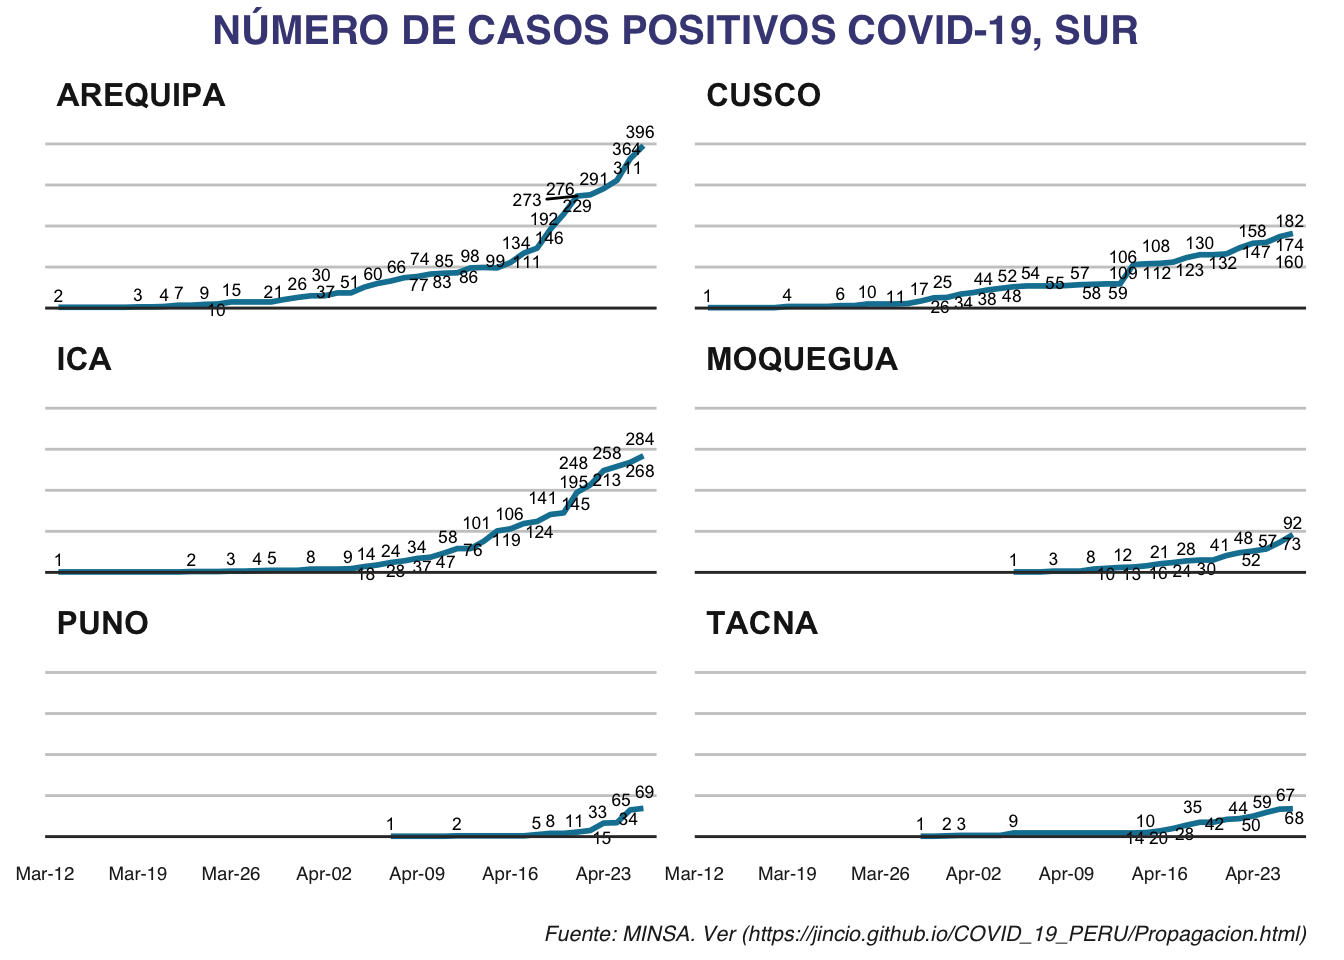 NÚMERO DE CASOS POSITIVOS COVID-19, SUR
AREQUIPA
2 3 4 7 9 10 15 21 26 30 37 51 60 66 74 77 85 83 98 86 99 134 111 192 146 273 276 229 291 364 311 396
CUSCO
1 4 6 10 11 17 25 26 34 44 38 52 48 54 55 57 58 59 106 109 108 112 130 123 132 158 147 182 174 160
ICA
1 2 3 4 5 8 9 14 18 24 28 34 37 47 58 76 101 106 119 141 124 248 195 145 258 213 284 268
MOQUEGUA
1 3 8 10 12 13 21 16 28 24 30 41 48 52 57 92 73
PUNO
1 2 5 8 11 33 15 65 34 69
TACNA
1 2 3 9 10 14 20 35 28 42 44 50 59 67 68
Mar-12 Mar-19 Mar-26 Apr-02 Apr-09 Apr-16 Apr-23 Mar-12 Mar-19 Mar-26 Apr-02 Apr-09 Apr-16 Apr-23
Fuente: MINSA. Ver (https://jincio.github.io/COVID_19_PERU/Propagacion.html)